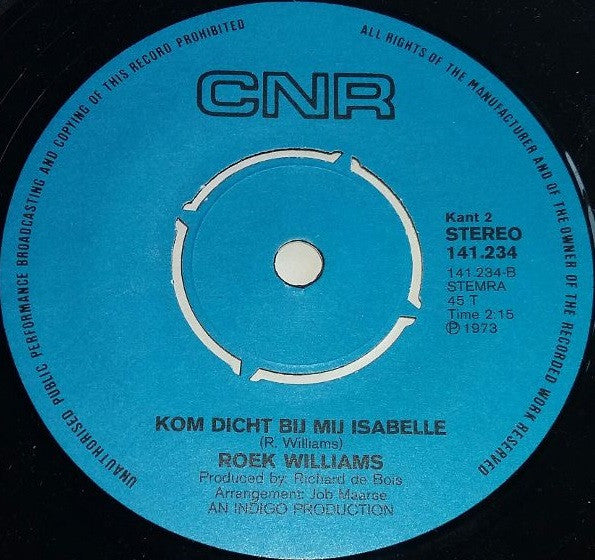 UNAUTHORISED PUBLIC PERFORMANCE BROADCASTING AND COPYING OF THIS RECORD PROHIBITED
ALL RIGHTS OF THE MANUFACTURER AND OF THE OWNER OF THE RECORDED WORK RESERVED
CNR
Kant 2
STEREO
141.234
141.234-B
STEMRA
45 T
Time 2:15
℗ 1973
KOM DICHT BIJ MIJ ISABELLE
(R. Williams)
ROEK WILLIAMS
Produced by: Richard de Bois
Arrangement: Job Maarse
AN INDIGO PRODUCTION